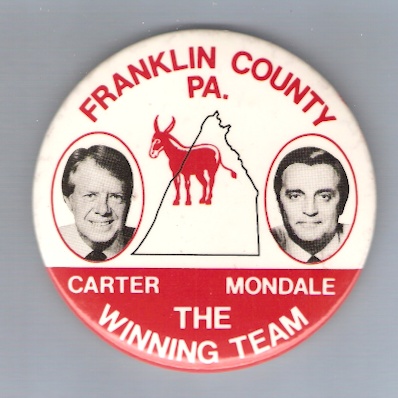 FRANKLIN COUNTY
PA.
CARTER MONDALE
THE
WINNING TEAM